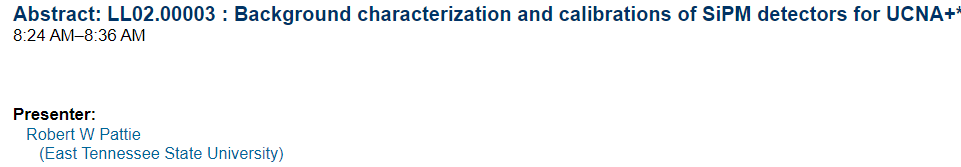 Abstract: LL02.00003 : Background characterization and calibrations of SiPM detectors for UCNA+*
8:24 AM–8:36 AM
Presenter:
Robert W Pattie
(East Tennessee State University)